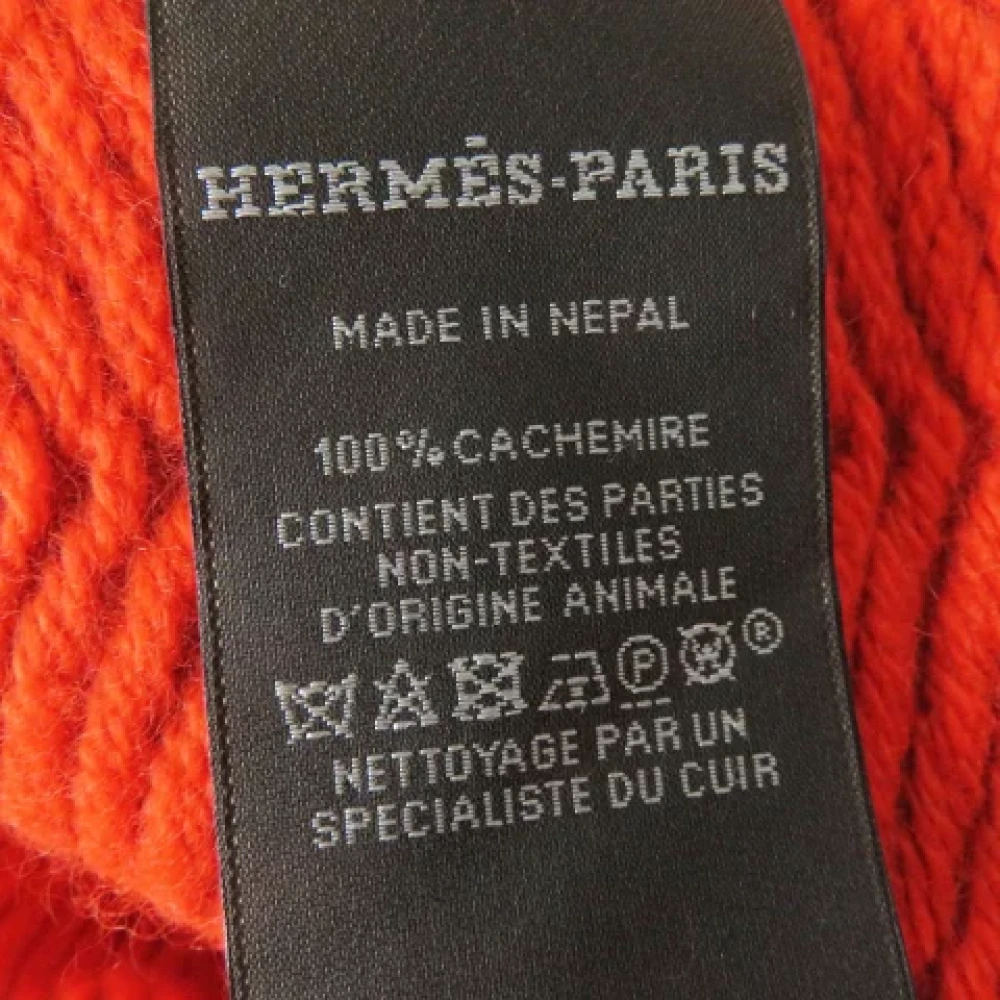 HERMÈS-PARIS
MADE IN NEPAL
100% CACHEMIRE
CONTIENT DES PARTIES
NON-TEXTILES
D'ORIGINE ANIMALE
P W ®
NETTOYAGE PAR UN
SPECIALISTE DU CUIR